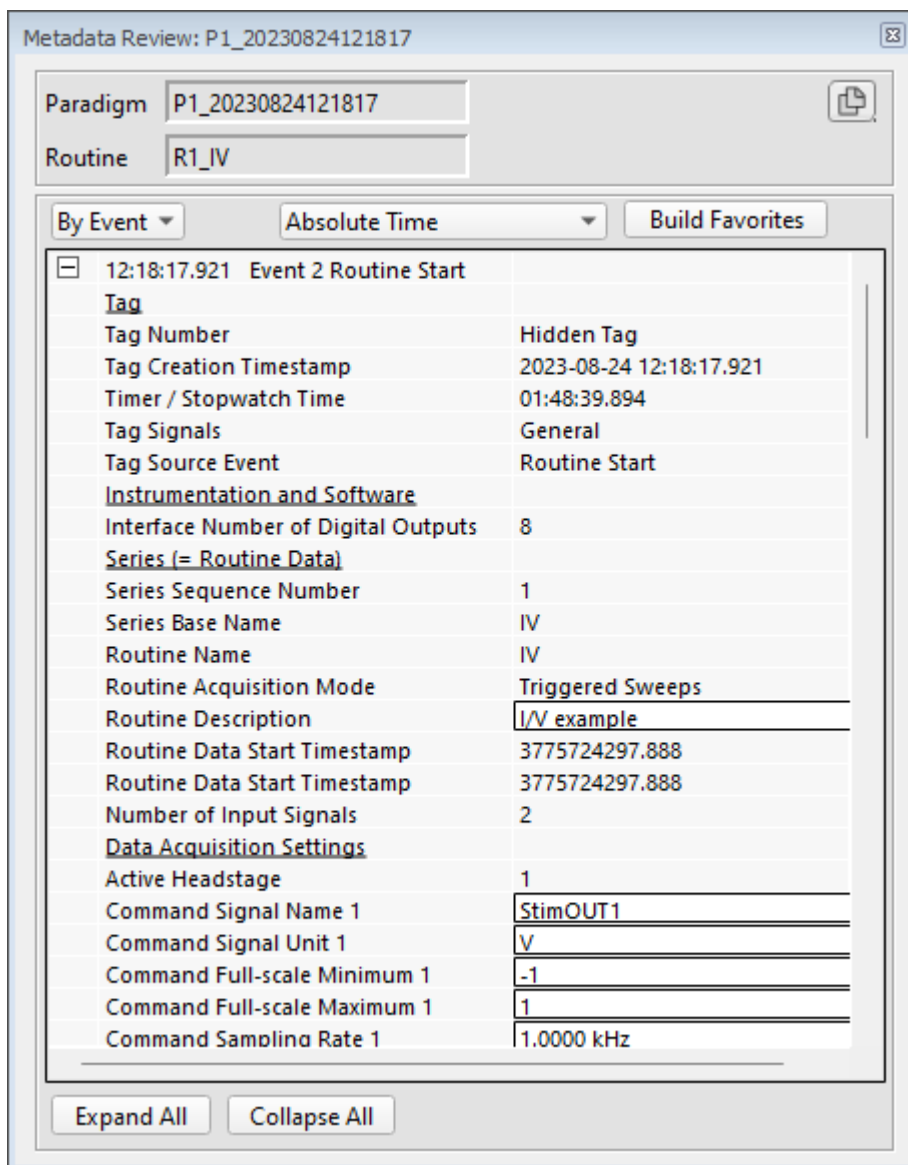 Metadata Review: P1_20230824121817
Paradigm P1_20230824121817
Routine R1_IV
By Event Absolute Time Build Favorites
12:18:17.921 Event 2 Routine Start
Tag
Tag Number Hidden Tag
Tag Creation Timestamp 2023-08-24 12:18:17.921
Timer / Stopwatch Time 01:48:39.894
Tag Signals General
Tag Source Event Routine Start
Instrumentation and Software
Interface Number of Digital Outputs 8
Series (= Routine Data)
Series Sequence Number 1
Series Base Name IV
Routine Name IV
Routine Acquisition Mode Triggered Sweeps
Routine Description I/V example
Routine Data Start Timestamp 3775724297.888
Routine Data Start Timestamp 3775724297.888
Number of Input Signals 2
Data Acquisition Settings
Active Headstage 1
Command Signal Name 1 StimOUT1
Command Signal Unit 1 V
Command Full-scale Minimum 1 -1
Command Full-scale Maximum 1 1
Command Sampling Rate 1 1.0000 kHz
Expand All Collapse All